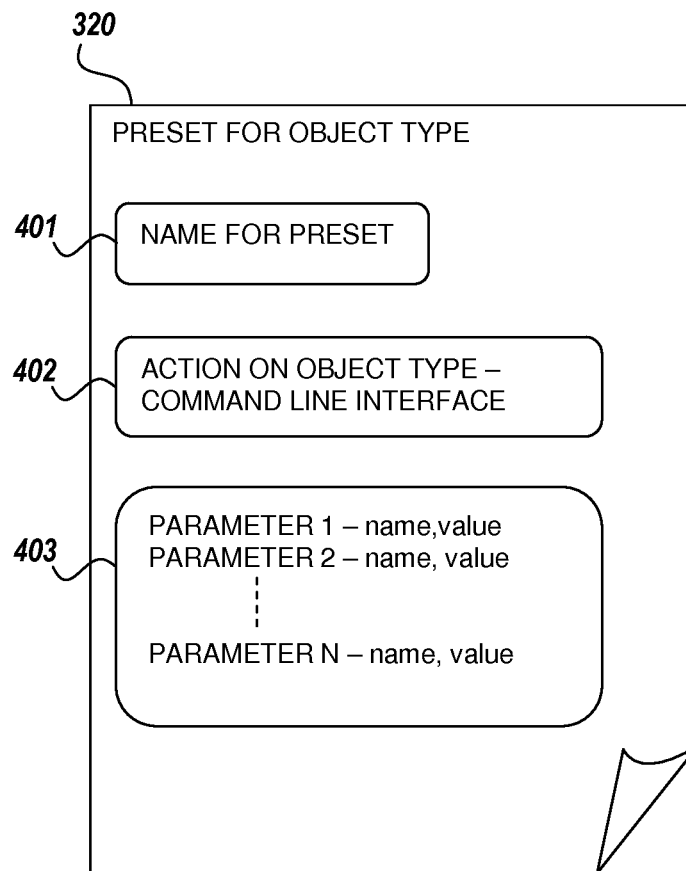 320
PRESET FOR OBJECT TYPE
401
NAME FOR PRESET
402
ACTION ON OBJECT TYPE –
COMMAND LINE INTERFACE
403
PARAMETER 1 – name,value
PARAMETER 2 – name, value
PARAMETER N – name, value